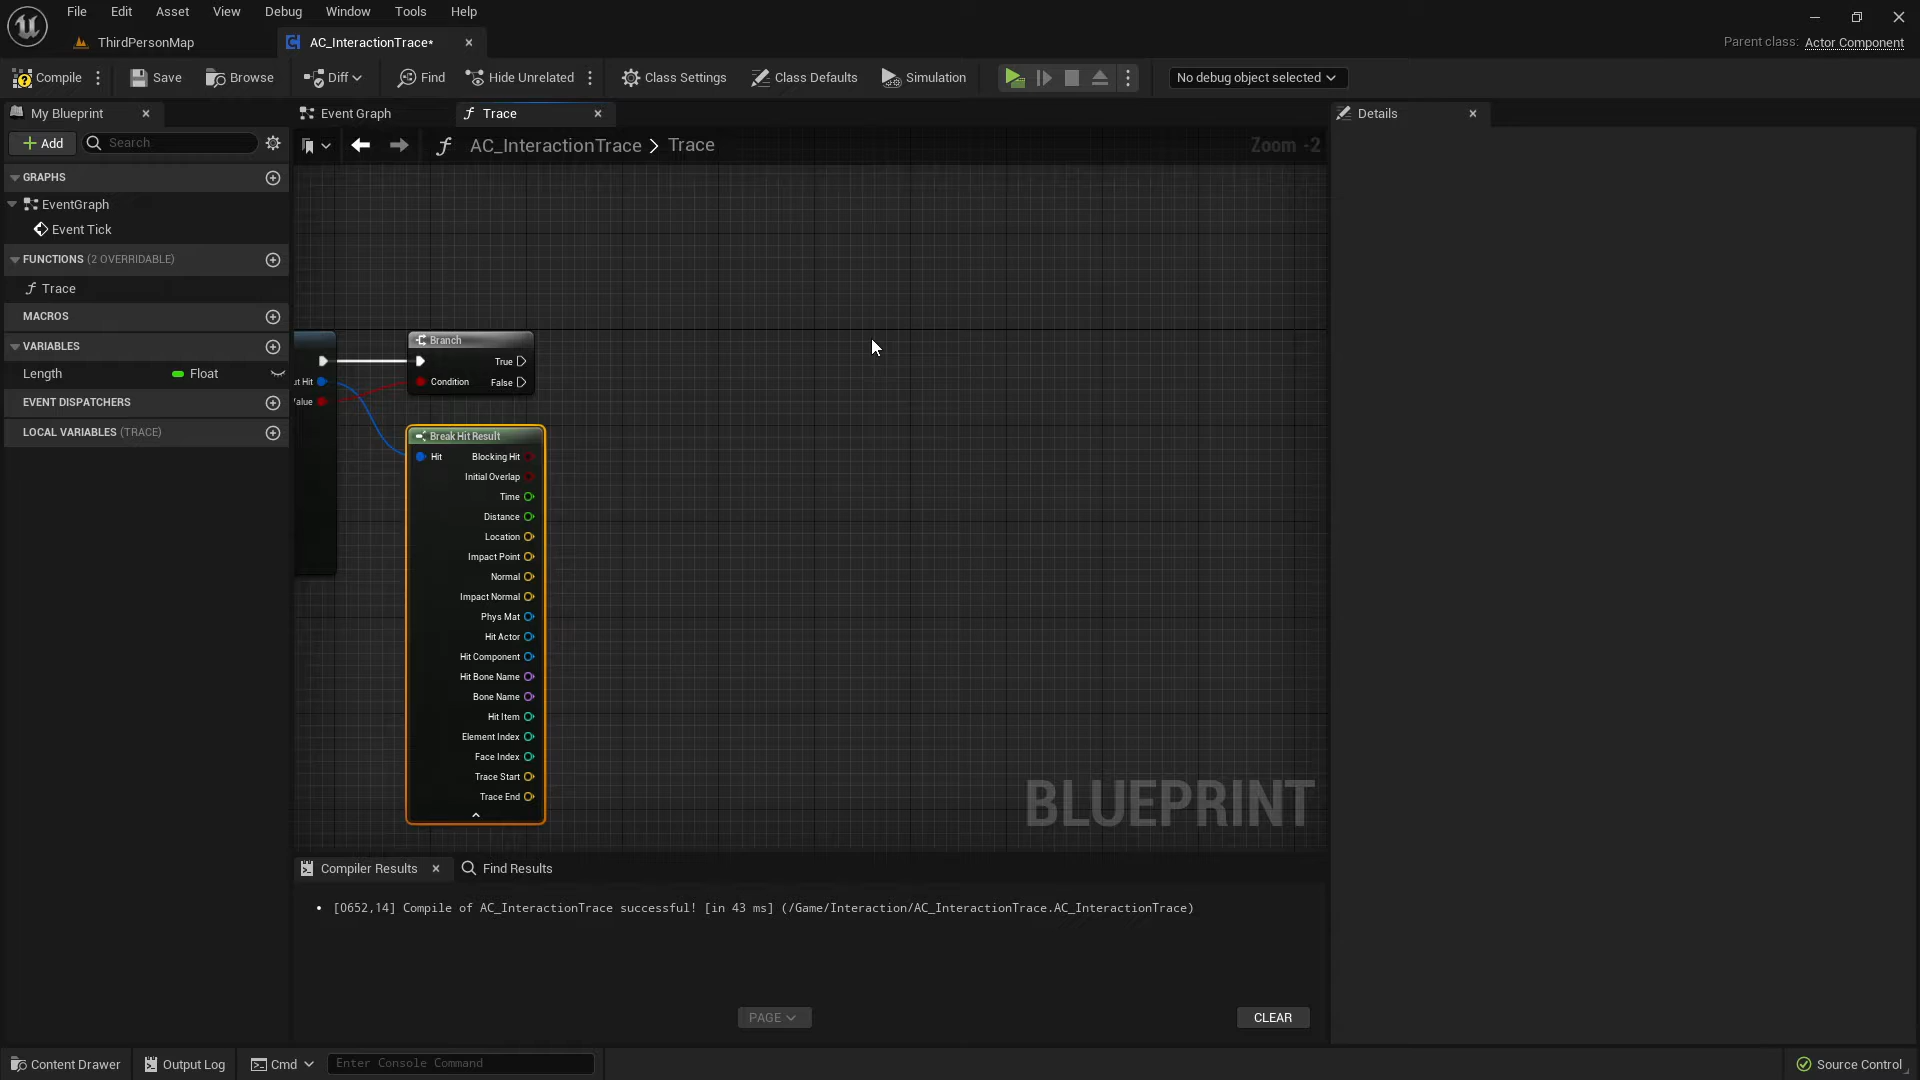 File Edit Asset View Debug Window Tools Help
ThirdPersonMap
AC_InteractionTrace*
Parent class: Actor Component
Compile
Save
Browse
Diff
Find
Hide Unrelated
Class Settings
Class Defaults
Simulation
No debug object selected
My Blueprint
Event Graph
Trace
Details
Add
Search
AC_InteractionTrace > Trace
Zoom -2
GRAPHS
EventGraph
Event Tick
FUNCTIONS (2 OVERRIDABLE)
Trace
MACROS
VARIABLES
Length Float
EVENT DISPATCHERS
LOCAL VARIABLES (TRACE)
Branch
True
ut Hit
Condition
False
alue
Break Hit Result
Hit
Blocking Hit
Initial Overlap
Time
Distance
Location
Impact Point
Normal
Impact Normal
Phys Mat
Hit Actor
Hit Component
Hit Bone Name
Bone Name
Hit Item
Element Index
Face Index
Trace Start
Trace End
BLUEPRINT
Compiler Results
Find Results
• [0652,14] Compile of AC_InteractionTrace successful! [in 43 ms] (/Game/Interaction/AC_InteractionTrace.AC_InteractionTrace)
PAGE
CLEAR
Content Drawer
Output Log
Cmd
Enter Console Command
Source Control